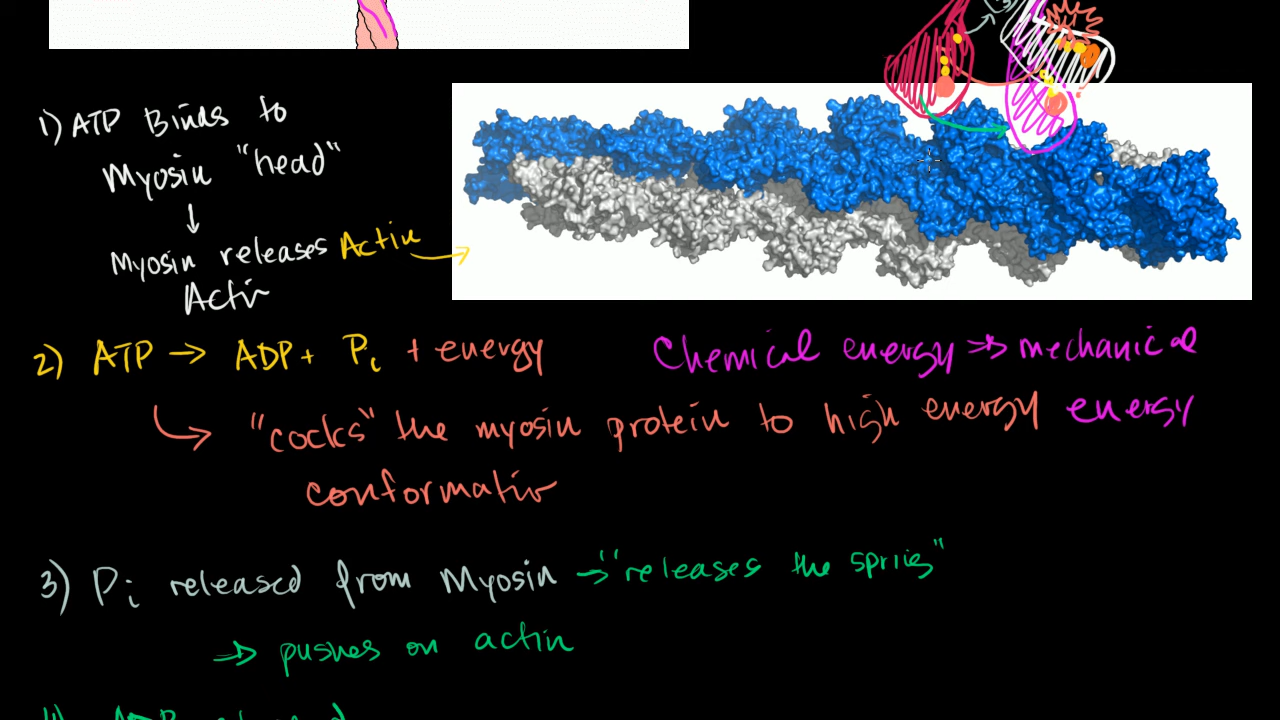 1) ATP Binds to
Myosin "head"
↓
Myosin releases Actin →
Actin
2) ATP → ADP + Pi + energy
Chemical energy ⇒ mechanical
energy
↳ "cocks" the myosin protein to high energy
conformation
3) Pi released from Myosin → "releases the spring"
⇒ pushes on actin